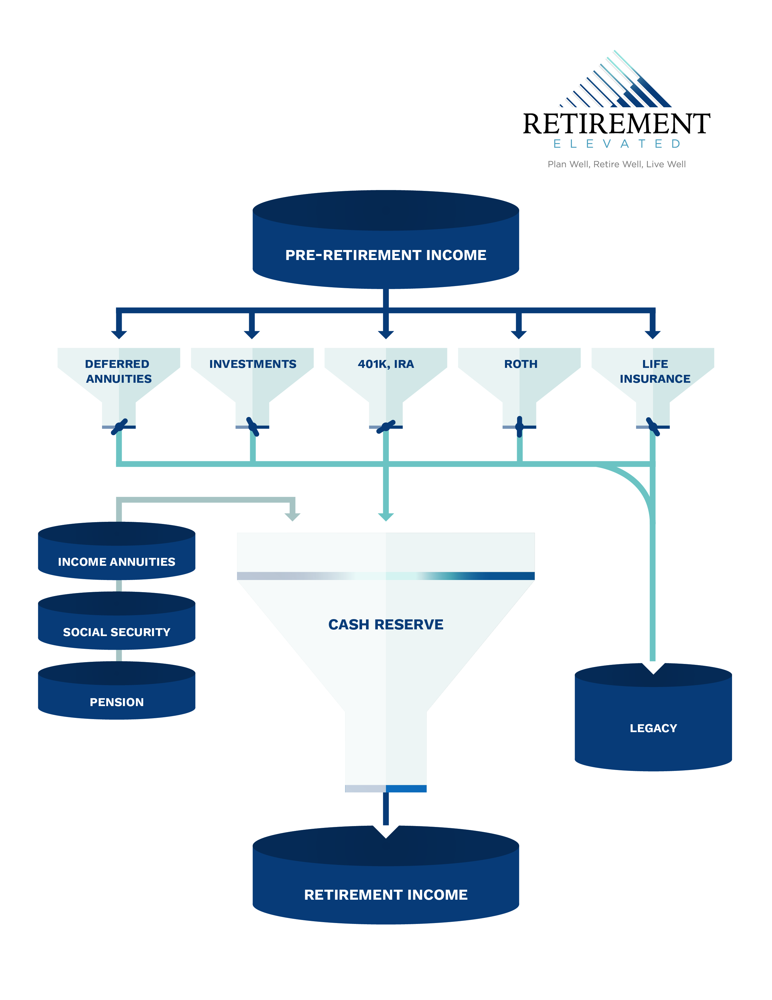 RETIREMENT
ELEVATED
Plan Well, Retire Well, Live Well
PRE-RETIREMENT INCOME
DEFERRED
ANNUITIES
INVESTMENTS
401K, IRA
ROTH
LIFE
INSURANCE
INCOME ANNUITIES
SOCIAL SECURITY
PENSION
CASH RESERVE
LEGACY
RETIREMENT INCOME